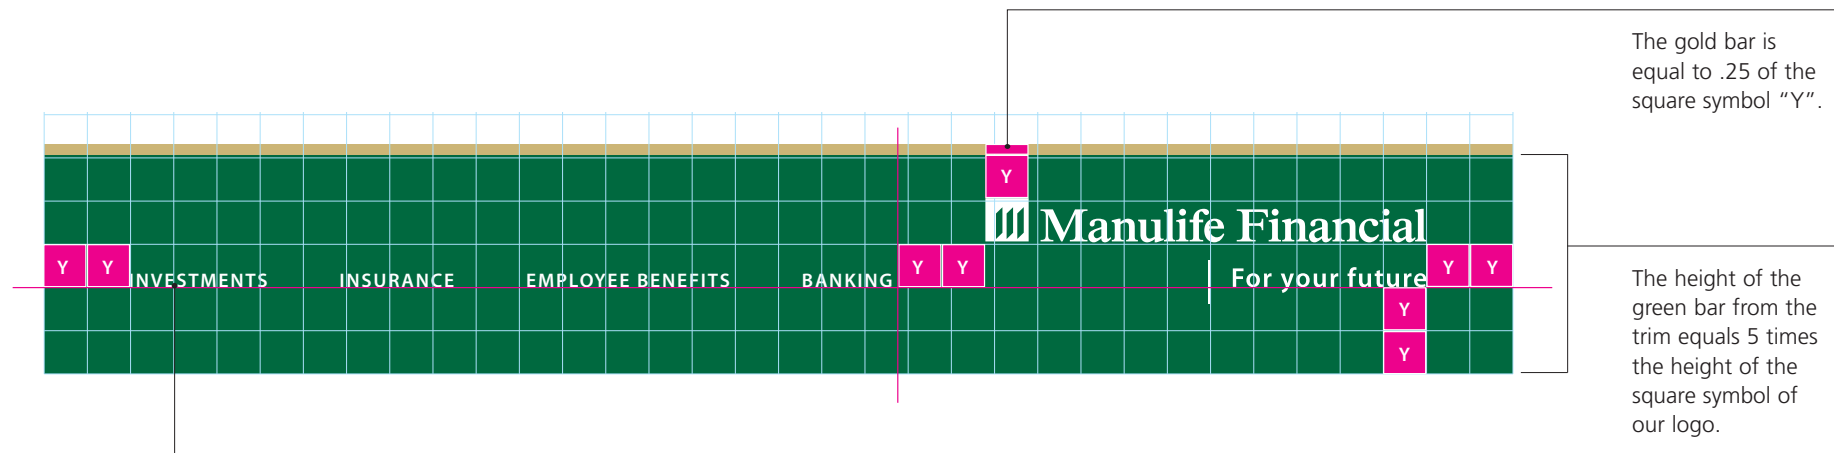 The gold bar is
equal to .25 of the
square symbol “Y”.
Y
Manulife Financial
Y Y INVESTMENTS INSURANCE EMPLOYEE BENEFITS BANKING Y Y For your future Y Y
Y
Y
The height of the
green bar from the
trim equals 5 times
the height of the
square symbol of
our logo.